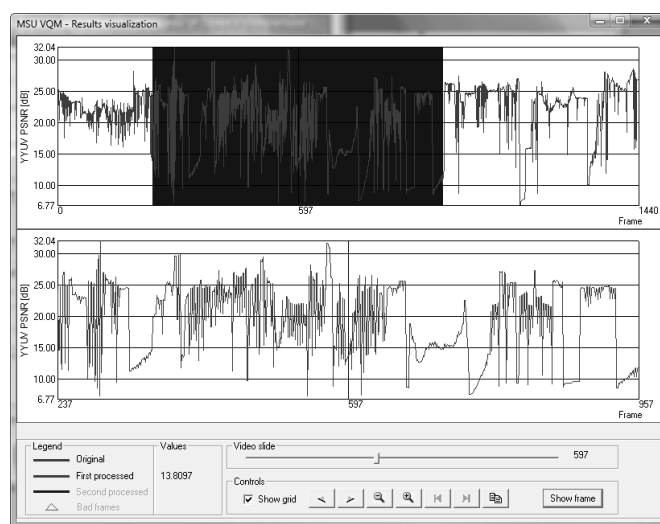 MSU VQM - Results visualization
32.04
30.00
25.00
20.00
15.00
10.00
6.77
YYUV PSNR [dB]
0
597
1440
Frame
32.04
30.00
25.00
20.00
15.00
10.00
6.77
YYUV PSNR [dB]
237
597
957
Frame
Legend
Original
First processed
Second processed
Bad frames
Values
13.8097
Video slide
597
Controls
Show grid
Show frame